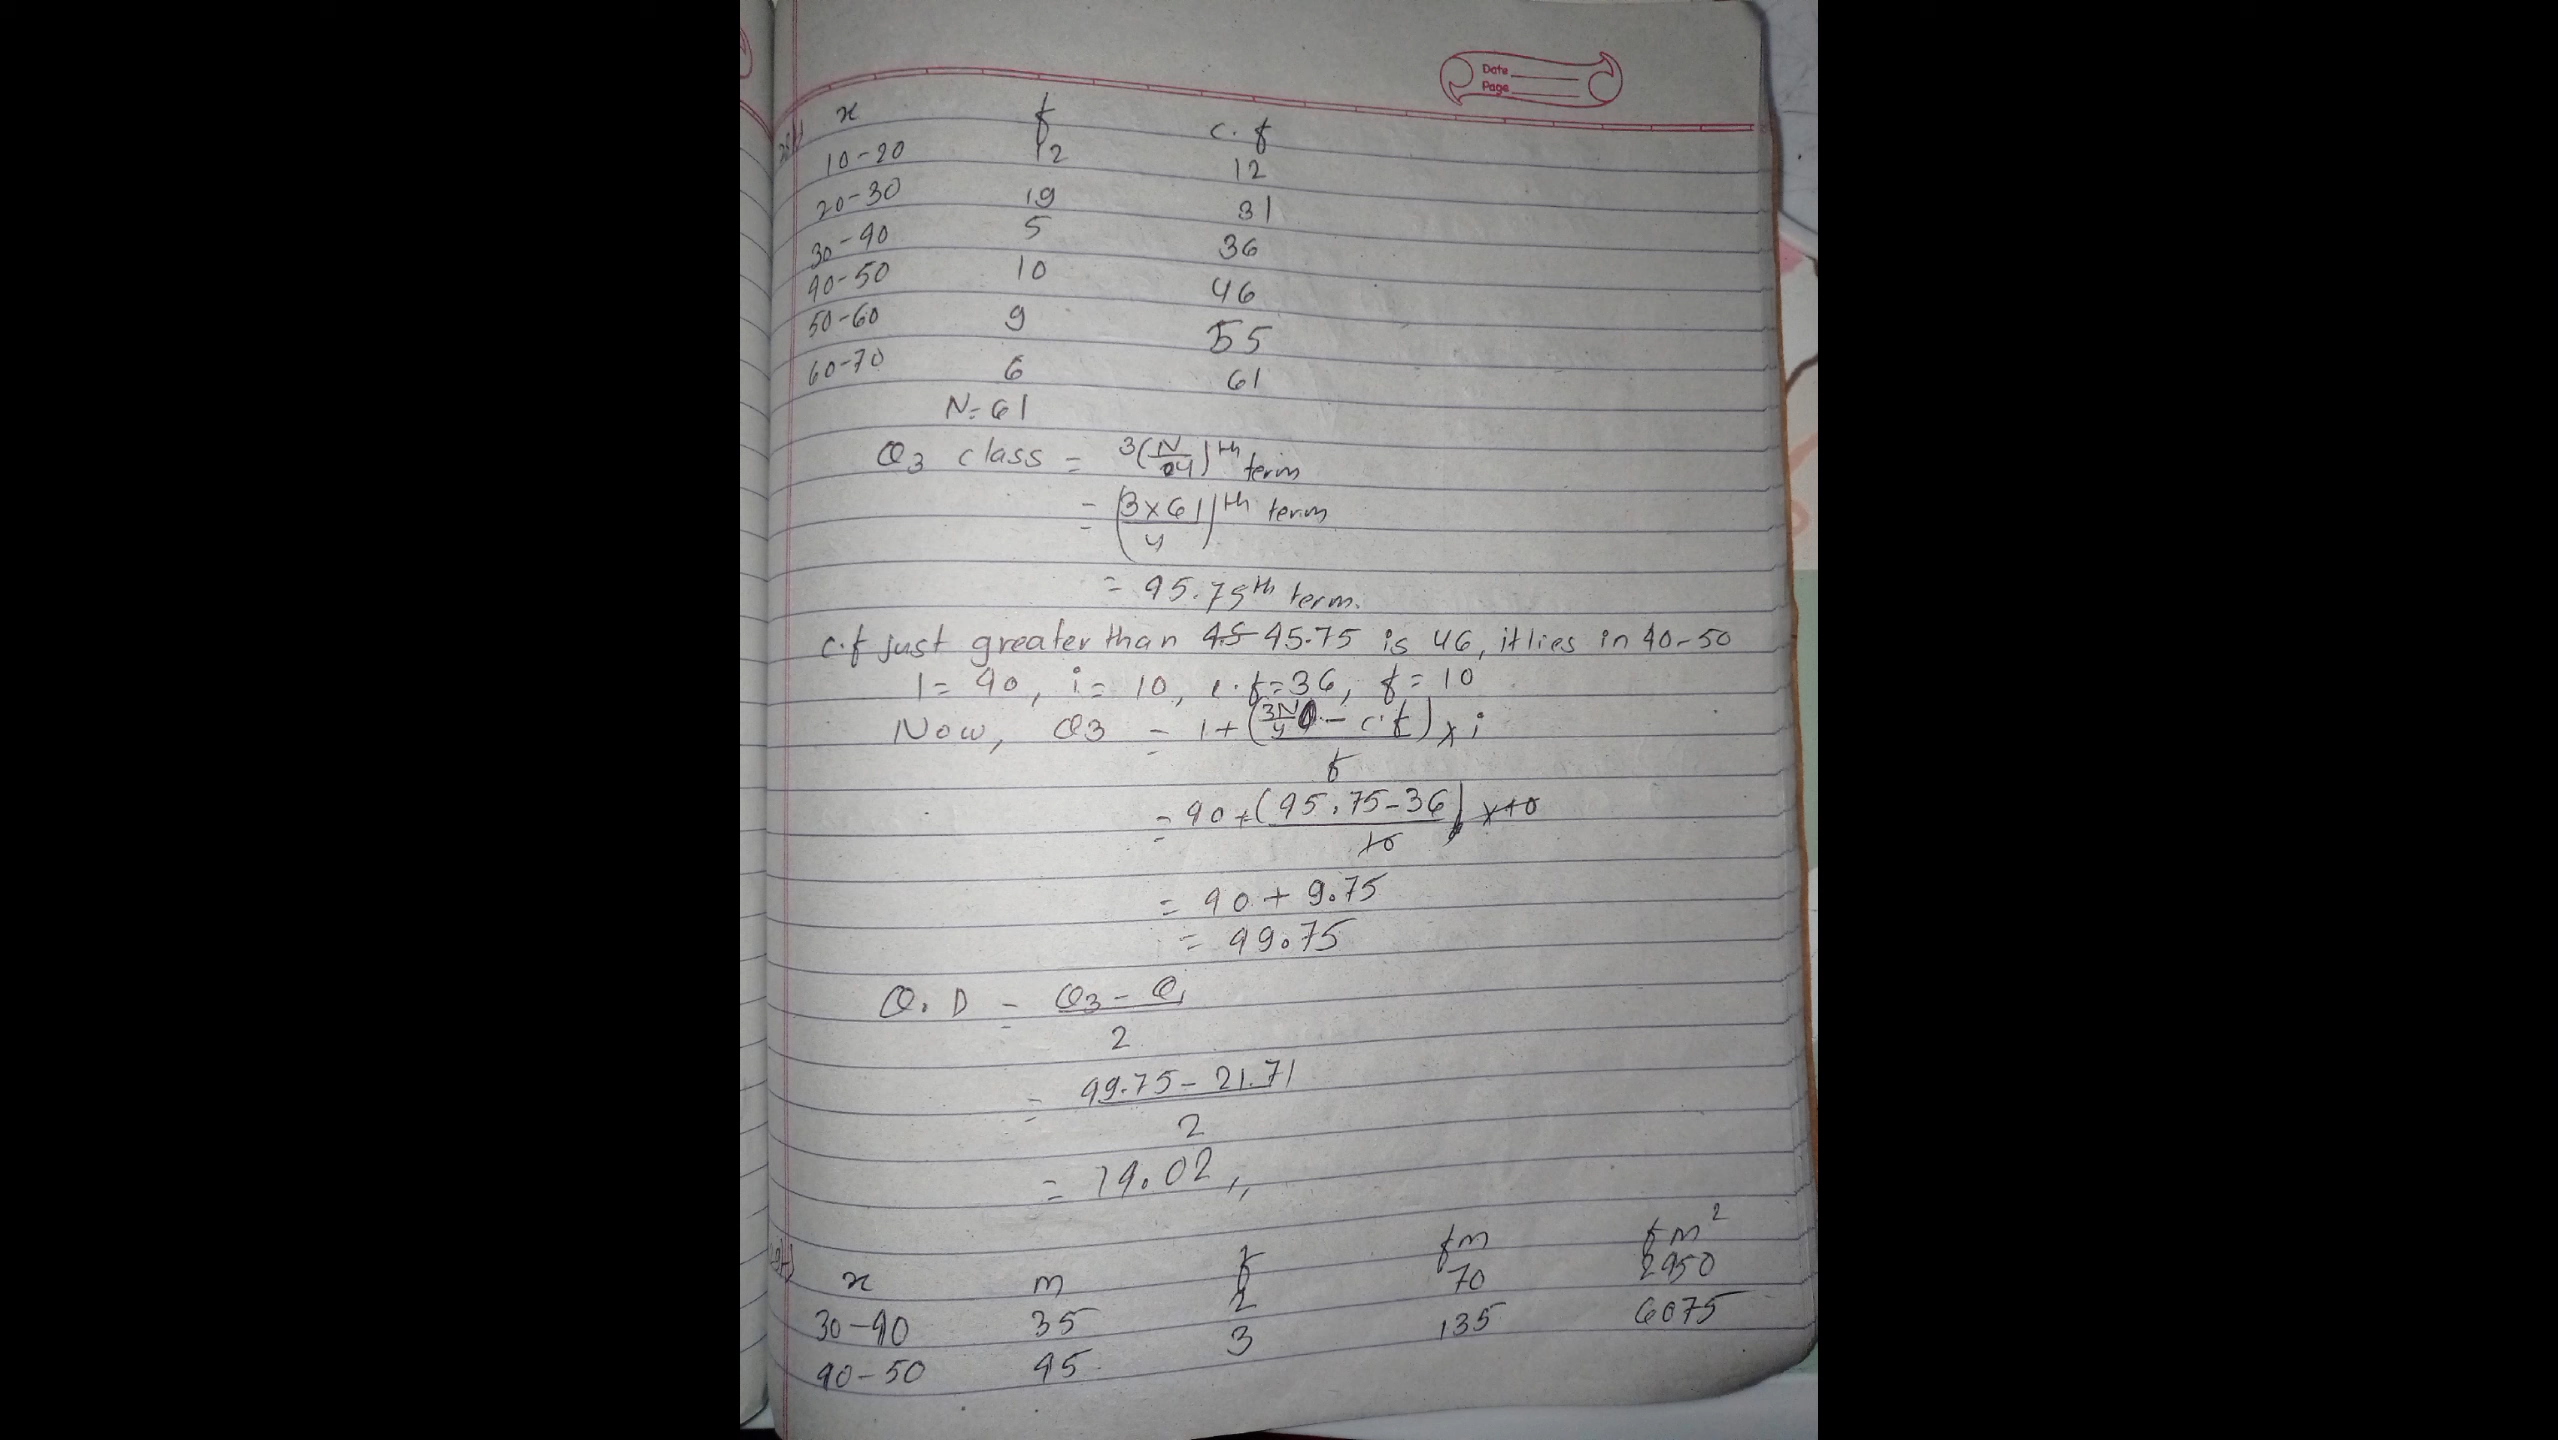 Date
Page
x f c.f
10-20 12 12
20-30 19 31
30-40 5 36
40-50 10 46
50-60 9 55
60-70 6 61
N=61
Q3 class = 3(N/4)th term
= (3×61/4)th term
= 45.75th term.
c.f just greater than 45 45.75 is 46, it lies in 40-50
l= 40, i= 10, c.f=36, f= 10
Now, Q3 = l+(3N/4 - c.f)/f × i
= 40+(45.75-36)/10 ×10
= 40 + 9.75
= 49.75
Q.D = Q3-Q1/2
= 49.75-21.71/2
= 14.02,,
x m f fm fm²
30-40 35 2 70 2450
40-50 45 3 135 6075